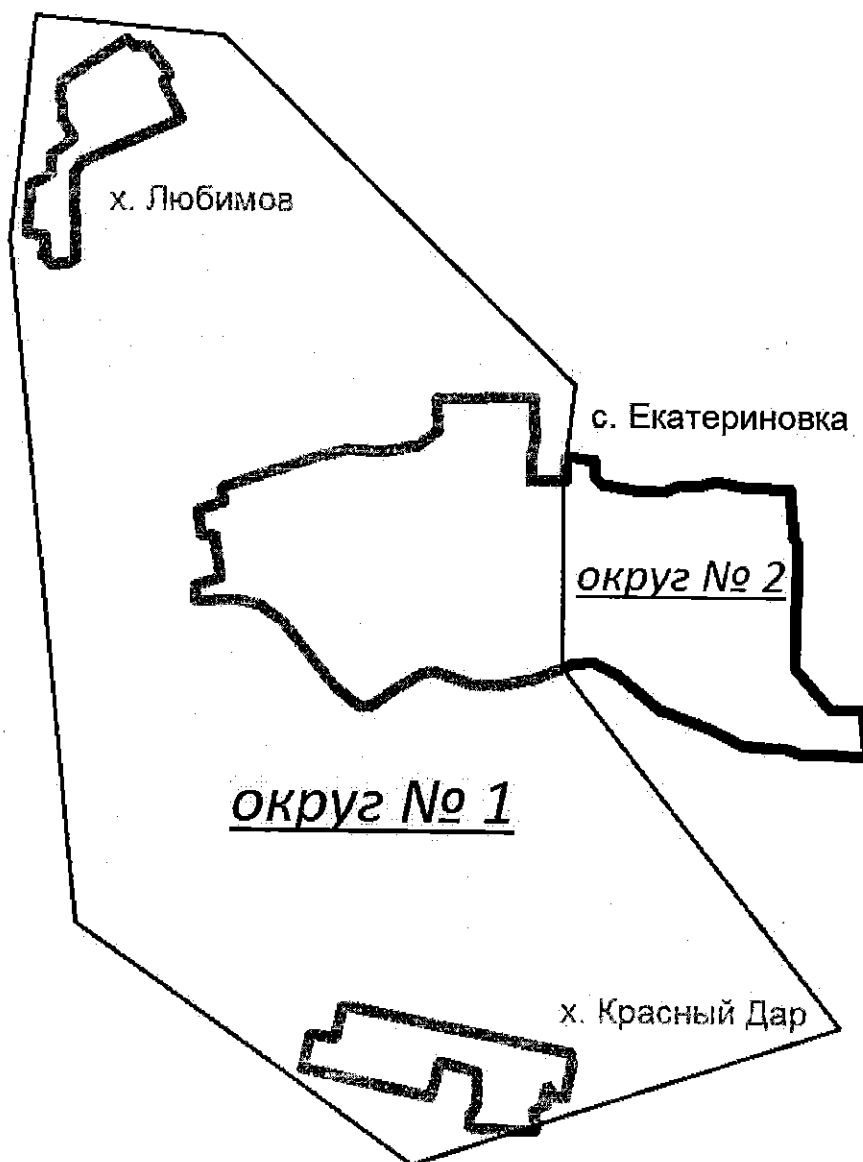 х. Любимов
с. Екатериновка
округ № 2
округ № 1
х. Красный Дар